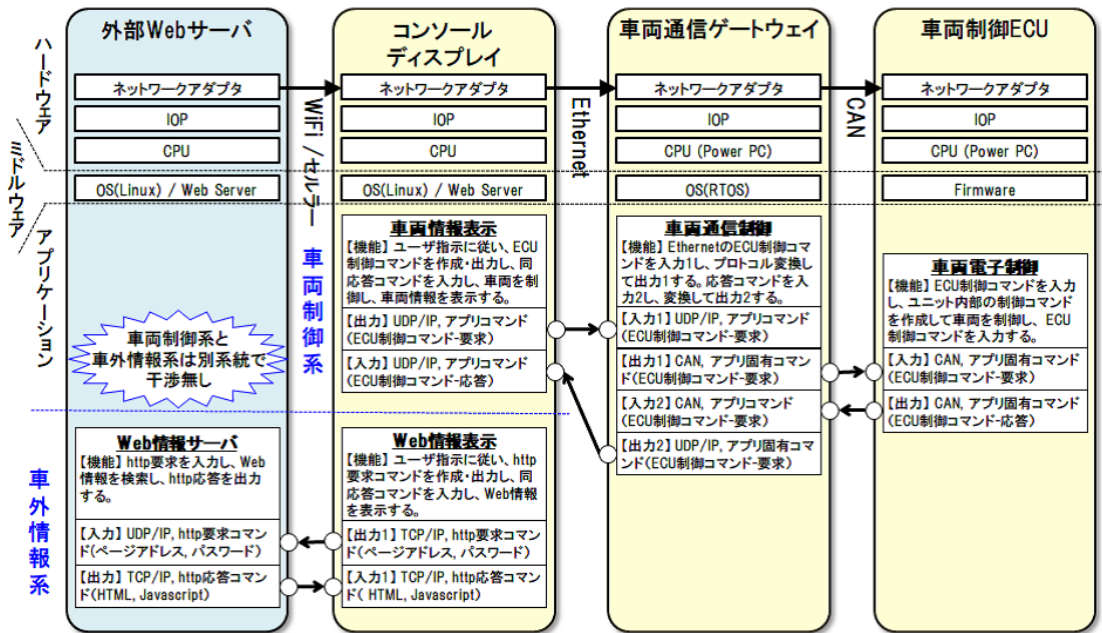 外部Webサーバ
コンソール
ディスプレイ
車両通信ゲートウェイ
車両制御ECU
ハードウェア
ミドルウェア
アプリケーション
ネットワークアダプタ
IOP
CPU
OS(Linux) / Web Server
WiFi /セルラー
ネットワークアダプタ
IOP
CPU
OS(Linux) / Web Server
Ethernet
ネットワークアダプタ
IOP
CPU (Power PC)
OS(RTOS)
CAN
ネットワークアダプタ
IOP
CPU (Power PC)
Firmware
車両制御系
車両制御系と
車外情報系は別系統で
干渉無し
車両情報表示
【機能】ユーザ指示に従い、ECU
制御コマンドを作成・出力し、同
応答コマンドを入力し、車両を制
御し、車両情報を表示する。
【出力】UDP/IP, アプリコマンド
(ECU制御コマンド-要求)
【入力】UDP/IP, アプリコマンド
(ECU制御コマンド-応答)
車両通信制御
【機能】EthernetのECU制御コマ
ンドを入力1し、プロトコル変換し
て出力1する。応答コマンドを入
力2し、変換して出力2する。
【入力1】UDP/IP, アプリコマンド
(ECU制御コマンド-要求)
【出力1】CAN, アプリ固有コマン
ド(ECU制御コマンド-要求)
【入力2】CAN, アプリコマンド
(ECU制御コマンド-要求)
【出力2】UDP/IP, アプリ固有コマ
ンド(ECU制御コマンド-要求)
車両電子制御
【機能】ECU制御コマンドを入力
し、ユニット内部の制御コマンド
を作成して車両を制御し、ECU
制御コマンドを入力する。
【入力】CAN, アプリ固有コマンド
(ECU制御コマンド-要求)
【出力】CAN, アプリ固有コマンド
(ECU制御コマンド-応答)
車外情報系
Web情報サーバ
【機能】http要求を入力し、Web
情報を検索し、http応答を出力
する。
【入力】UDP/IP, http要求コマン
ド(ページアドレス, パスワード)
【出力】TCP/IP, http応答コマン
ド(HTML, Javascript)
Web情報表示
【機能】ユーザ指示に従い、http
要求コマンドを作成・出力し、同
応答コマンドを入力し、Web情報
を表示する。
【出力1】TCP/IP, http要求コマン
ド(ページアドレス, パスワード)
【入力1】TCP/IP, http応答コマン
ド( HTML, Javascript)